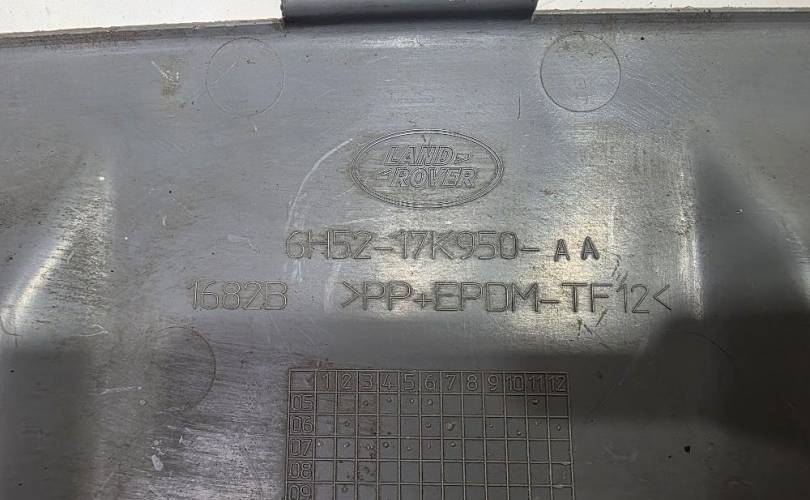 LAND
ROVER
6H52-17K950-AA
1682B >PP+EPDM-TF12<
1 2 3 4 5 6 7 8 9 10 11 12
05
06
07
08
09